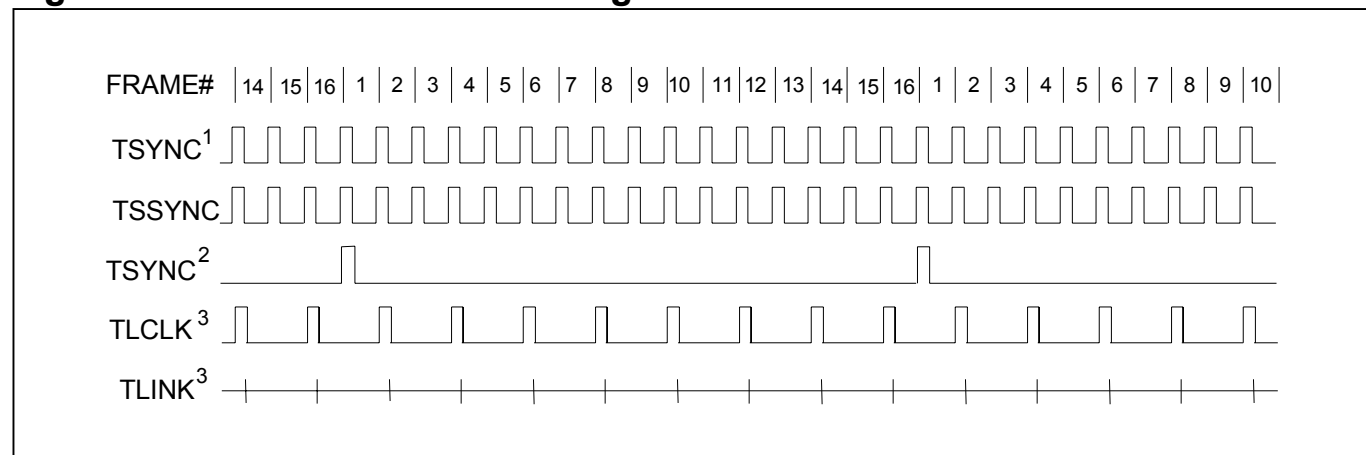 FRAME# 14 15 16 1 2 3 4 5 6 7 8 9 10 11 12 13 14 15 16 1 2 3 4 5 6 7 8 9 10
TSYNC1
TSSYNC
TSYNC2
TLCLK3
TLINK3